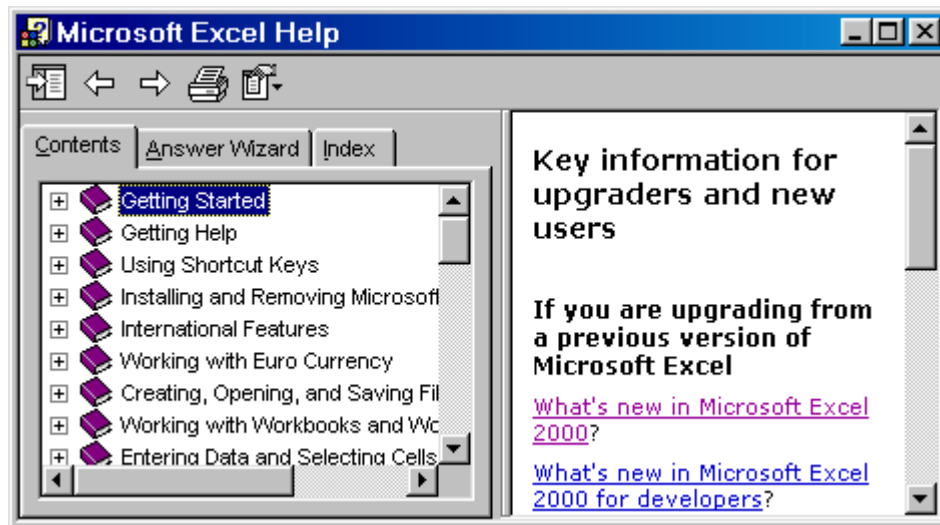 Microsoft Excel Help
Contents
Answer Wizard
Index
Getting Started
Getting Help
Using Shortcut Keys
Installing and Removing Microsoft
International Features
Working with Euro Currency
Creating, Opening, and Saving Fil
Working with Workbooks and Wo
Entering Data and Selecting Cells
Key information for
upgraders and new
users
If you are upgrading from
a previous version of
Microsoft Excel
What's new in Microsoft Excel
2000?
What's new in Microsoft Excel
2000 for developers?